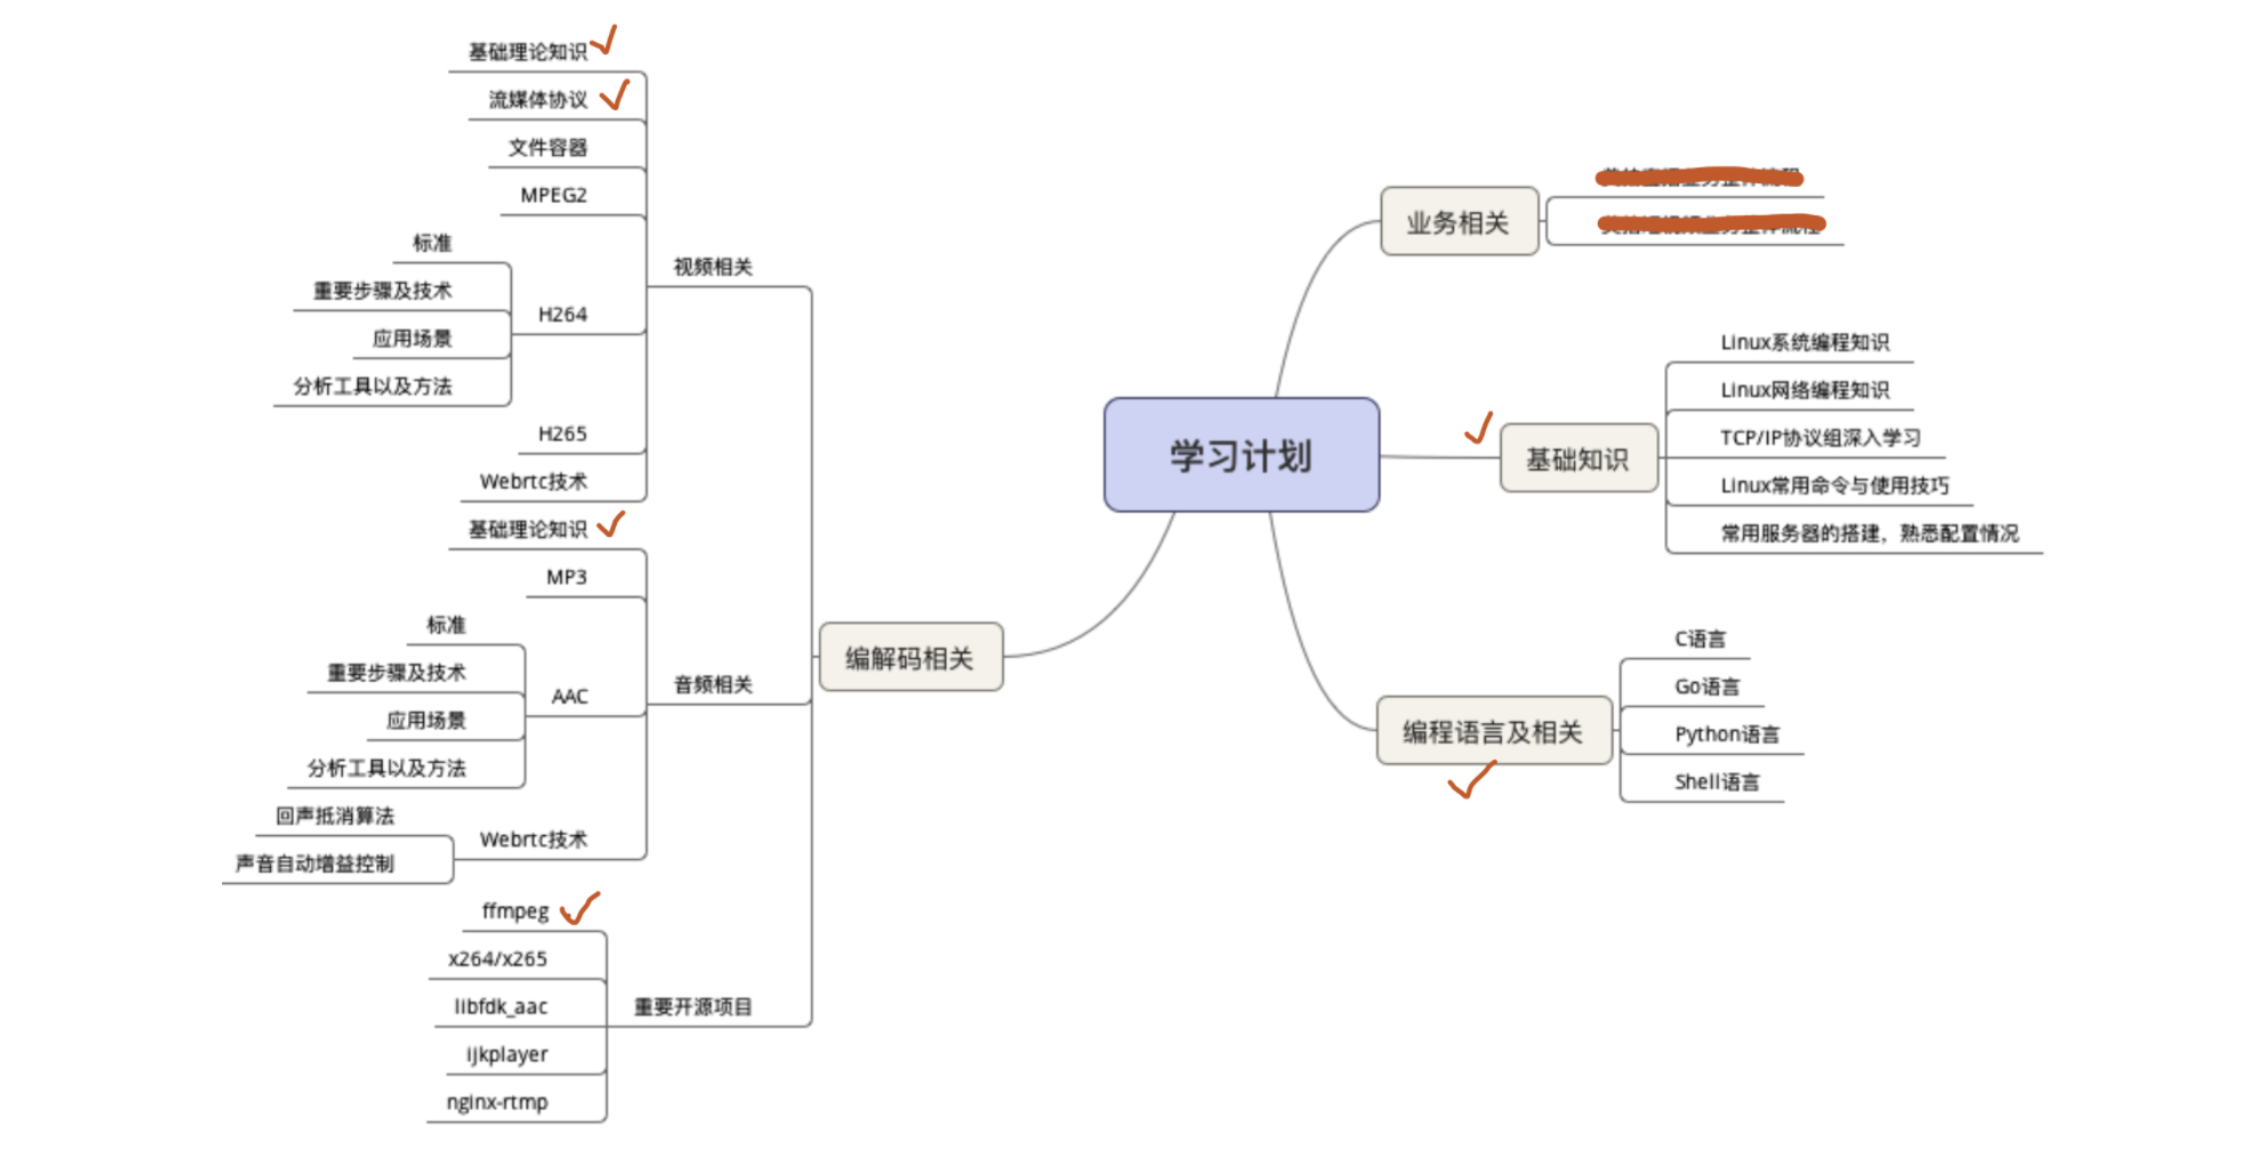 学习计划
业务相关
基础知识
Linux系统编程知识
Linux网络编程知识
TCP/IP协议组深入学习
Linux常用命令与使用技巧
常用服务器的搭建，熟悉配置情况
编程语言及相关
C语言
Go语言
Python语言
Shell语言
编解码相关
视频相关
基础理论知识
流媒体协议
文件容器
MPEG2
H264
标准
重要步骤及技术
应用场景
分析工具以及方法
H265
Webrtc技术
音频相关
基础理论知识
MP3
AAC
标准
重要步骤及技术
应用场景
分析工具以及方法
Webrtc技术
回声抵消算法
声音自动增益控制
重要开源项目
ffmpeg
x264/x265
libfdk_aac
ijkplayer
nginx-rtmp